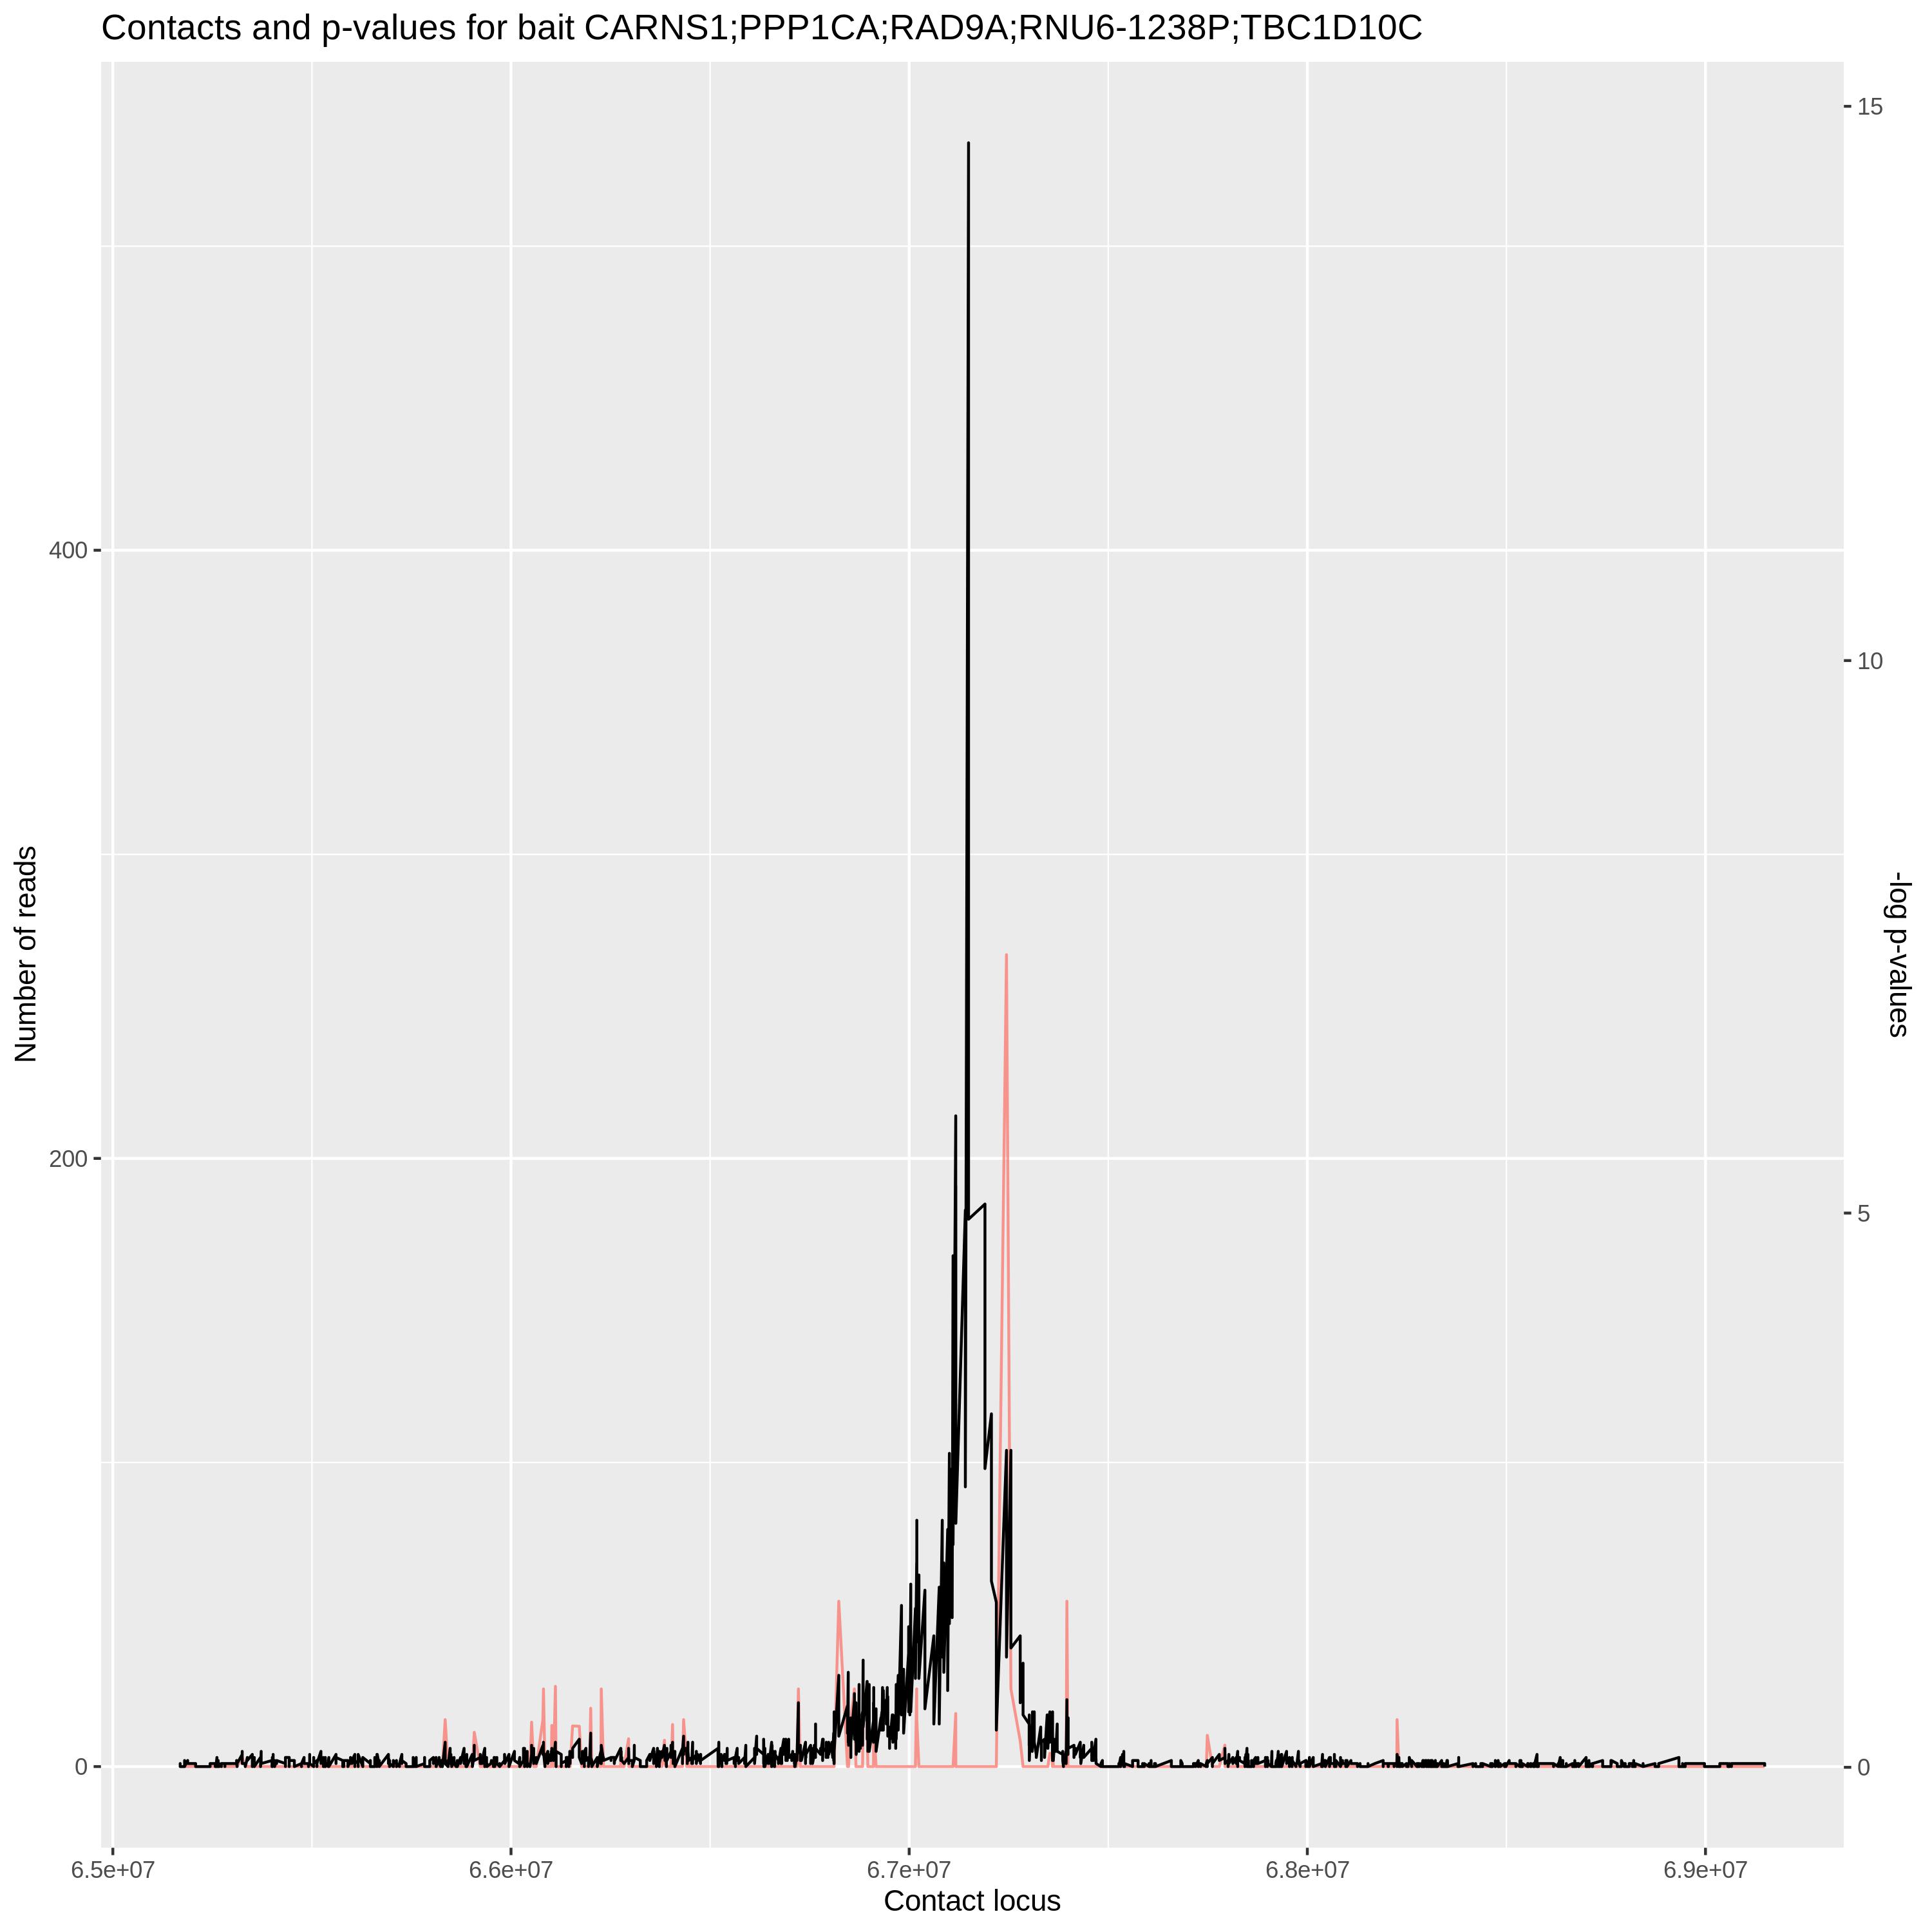 Contacts and p-values for bait CARNS1;PPP1CA;RAD9A;RNU6-1238P;TBC1D10C
Number of reads
400
200
0
15
10
5
0
-log p-values
6.5e+07 6.6e+07 6.7e+07 6.8e+07 6.9e+07
Contact locus